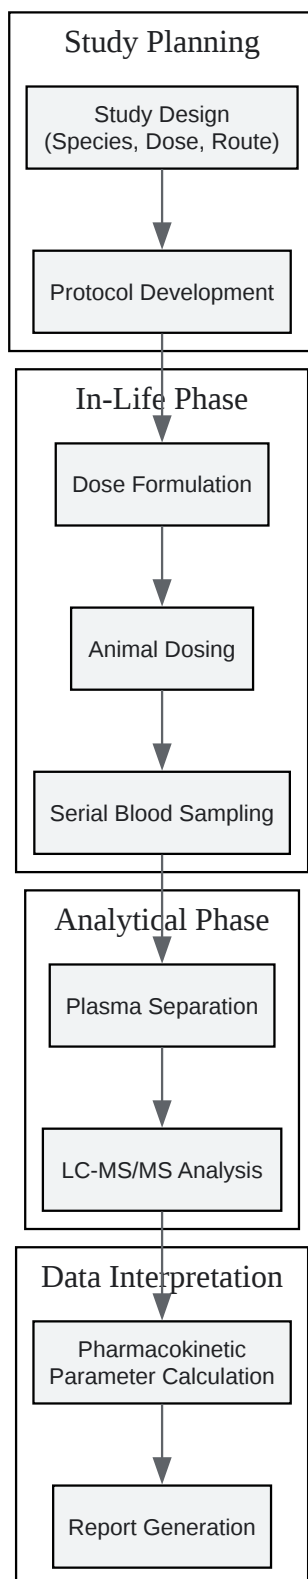 Study Planning
Study Design
(Species, Dose, Route)
Protocol Development
In-Life Phase
Dose Formulation
Animal Dosing
Serial Blood Sampling
Analytical Phase
Plasma Separation
LC-MS/MS Analysis
Data Interpretation
Pharmacokinetic
Parameter Calculation
Report Generation